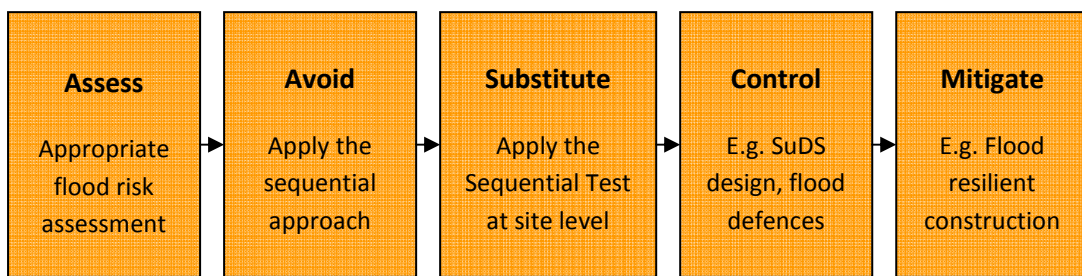 Assess
Appropriate
flood risk
assessment
Avoid
Apply the
sequential
approach
Substitute
Apply the
Sequential Test
at site level
Control
E.g. SuDS
design, flood
defences
Mitigate
E.g. Flood
resilient
construction